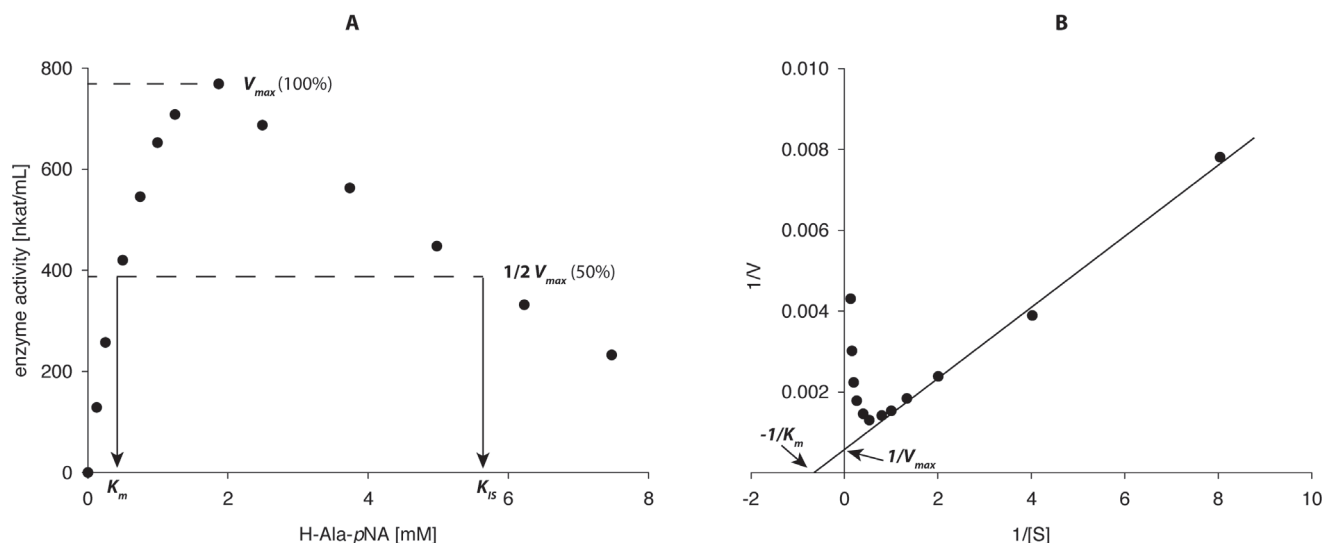 A
800
600
400
200
0
enzyme activity [nkat/mL]
V_max (100%)
1/2 V_max (50%)
K_m
K_IS
0
2
4
6
8
H-Ala-pNA [mM]
B
0.010
0.008
0.006
0.004
0.002
0
1/V
-1/K_m
1/V_max
-2
0
2
4
6
8
10
1/[S]